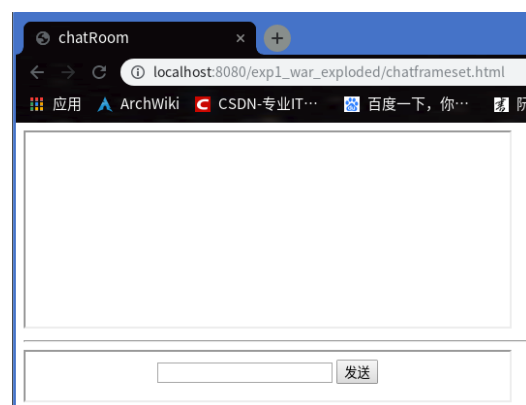 chatRoom
localhost:8080/exp1_war_exploded/chatframeset.html
应用 ArchWiki CSDN-专业IT… 百度一下，你… 阮
发送